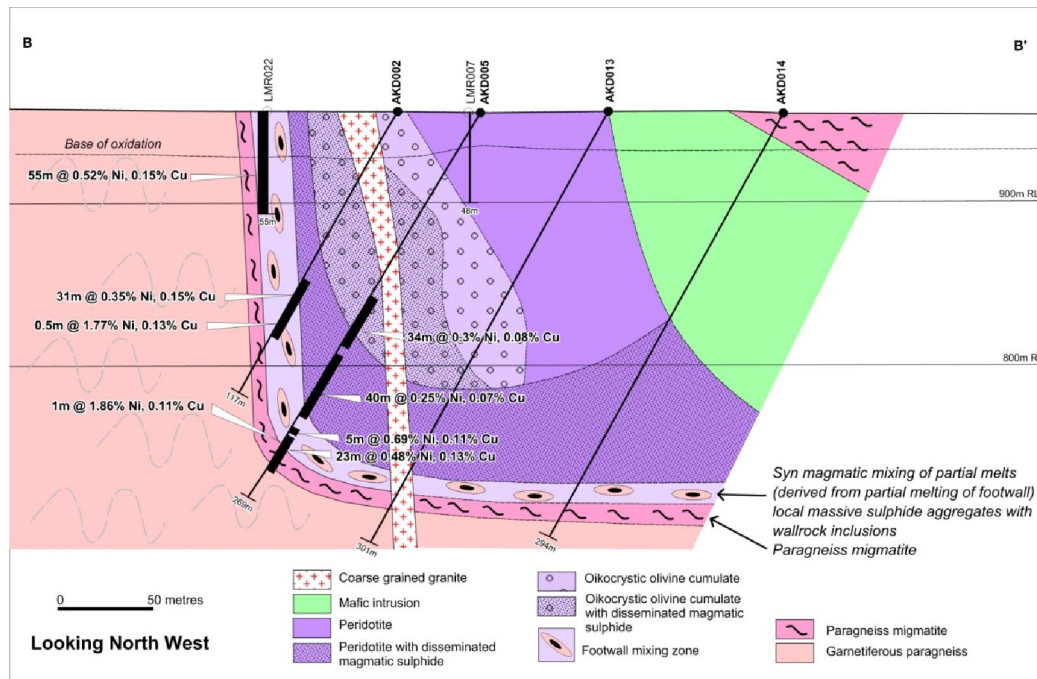 B
B'
LMR022
AKD002
LMR007
AKD005
AKD013
AKD014
Base of oxidation
55m @ 0.52% Ni, 0.15% Cu
900m RL
55m
48m
31m @ 0.35% Ni, 0.15% Cu
0.5m @ 1.77% Ni, 0.13% Cu
34m @ 0.3% Ni, 0.08% Cu
800m R
117m
40m @ 0.25% Ni, 0.07% Cu
1m @ 1.86% Ni, 0.11% Cu
5m @ 0.69% Ni, 0.11% Cu
23m @ 0.48% Ni, 0.13% Cu
269m
301m
294m
Syn magmatic mixing of partial melts
(derived from partial melting of footwall)
local massive sulphide aggregates with
wallrock inclusions
Paragneiss migmatite
0
50 metres
Looking North West
Coarse grained granite
Mafic intrusion
Peridotite
Peridotite with disseminated
magmatic sulphide
Oikocrystic olivine cumulate
Oikocrystic olivine cumulate
with disseminated magmatic
sulphide
Footwall mixing zone
Paragneiss migmatite
Garnetiferous paragneiss